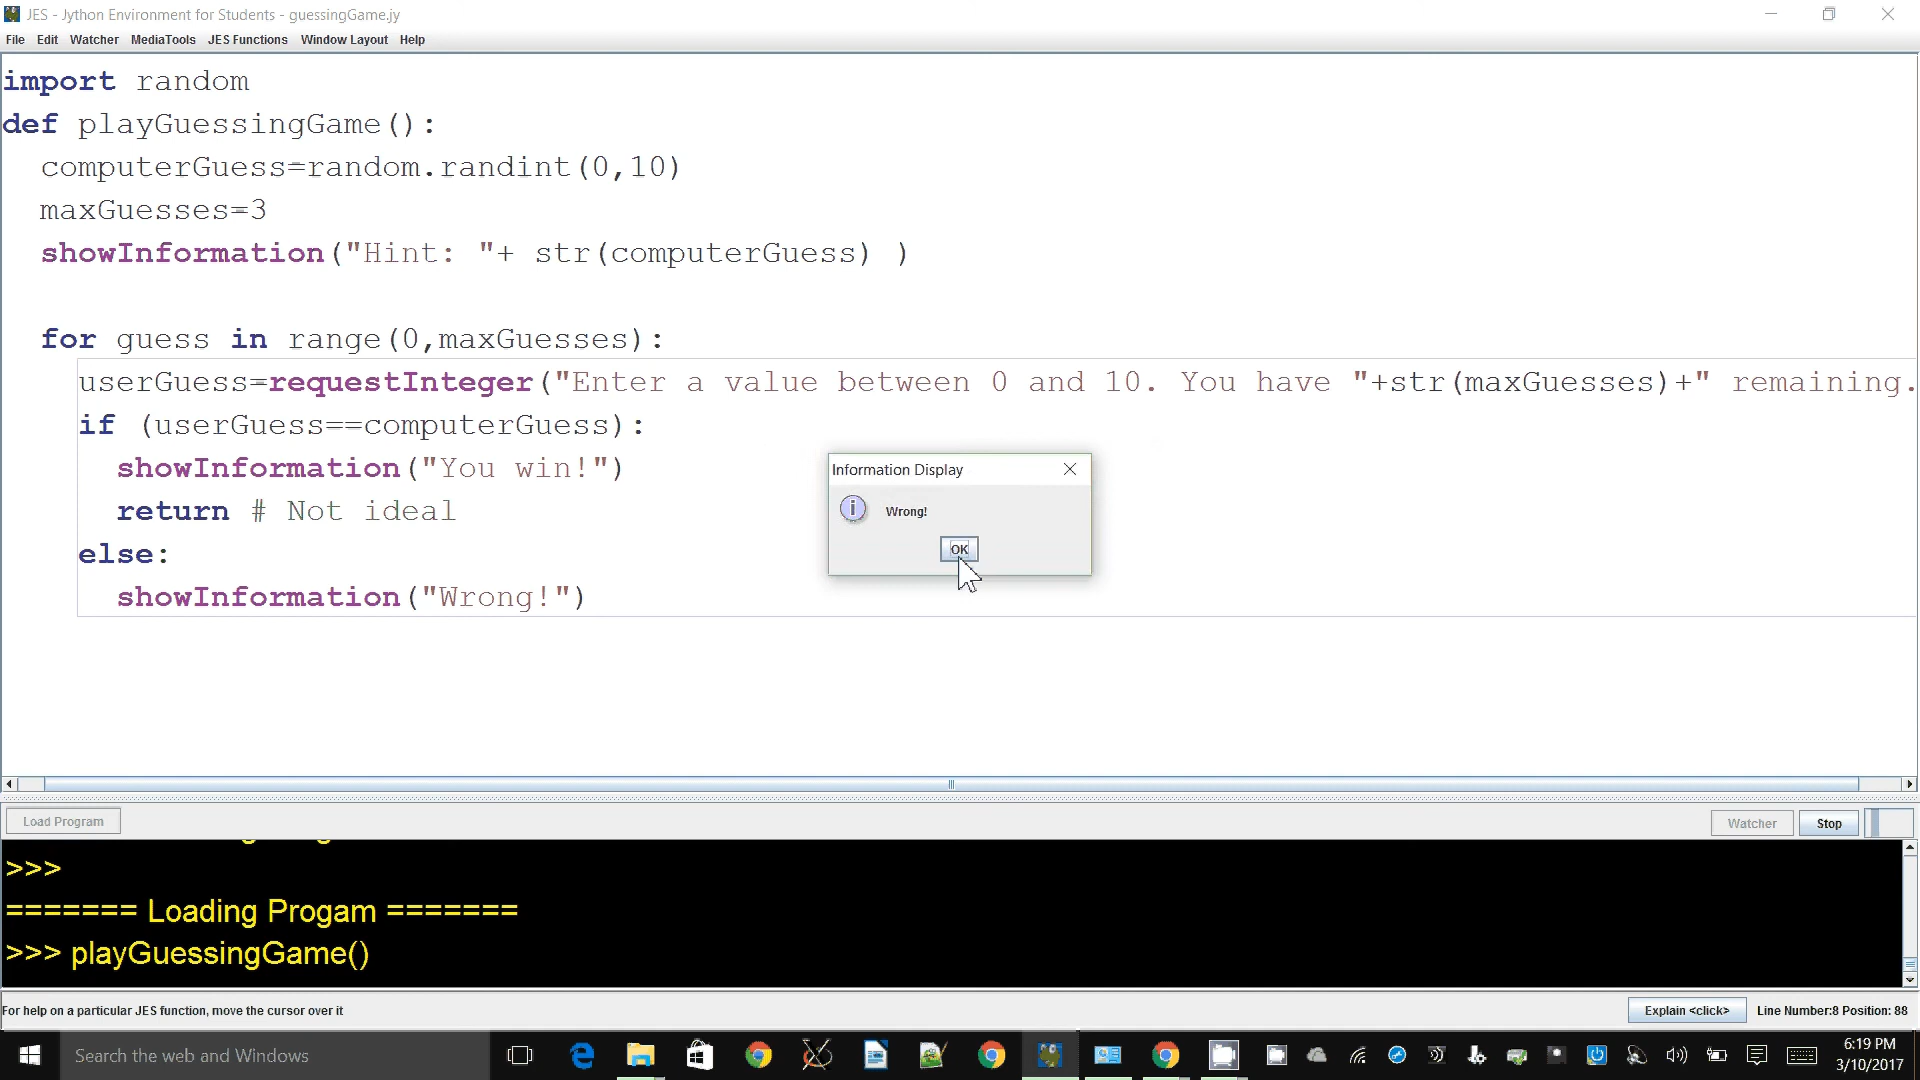 JES - Jython Environment for Students - guessingGame.jy
File Edit Watcher MediaTools JES Functions Window Layout Help
import random
def playGuessingGame():
computerGuess=random.randint(0,10)
maxGuesses=3
showInformation("Hint: "+ str(computerGuess) )
for guess in range(0,maxGuesses):
userGuess=requestInteger("Enter a value between 0 and 10. You have "+str(maxGuesses)+" remaining.
if (userGuess==computerGuess):
showInformation("You win!")
return # Not ideal
else:
showInformation("Wrong!")
Information Display
Wrong!
OK
Load Program
Watcher Stop
>>>
======= Loading Progam =======
>>> playGuessingGame()
For help on a particular JES function, move the cursor over it
Explain <click> Line Number:8 Position: 88
Search the web and Windows
6:19 PM
3/10/2017